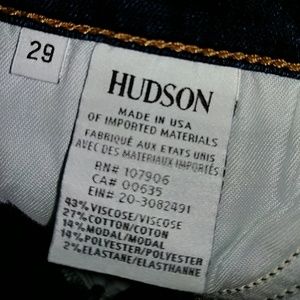 29
HUDSON
MADE IN USA
OF IMPORTED MATERIALS
FABRIQUÉ AUX ETATS UNIS
AVEC DES MATERIAUX IMPORTÉS
RN# 107906
CA# 00635
EIN# 20-3082491
43% VISCOSE/VISCOSE
27% COTTON/COTON
14% MODAL/MODAL
14% POLYESTER/POLYESTER
2% ELASTANE/ELASTHANNE